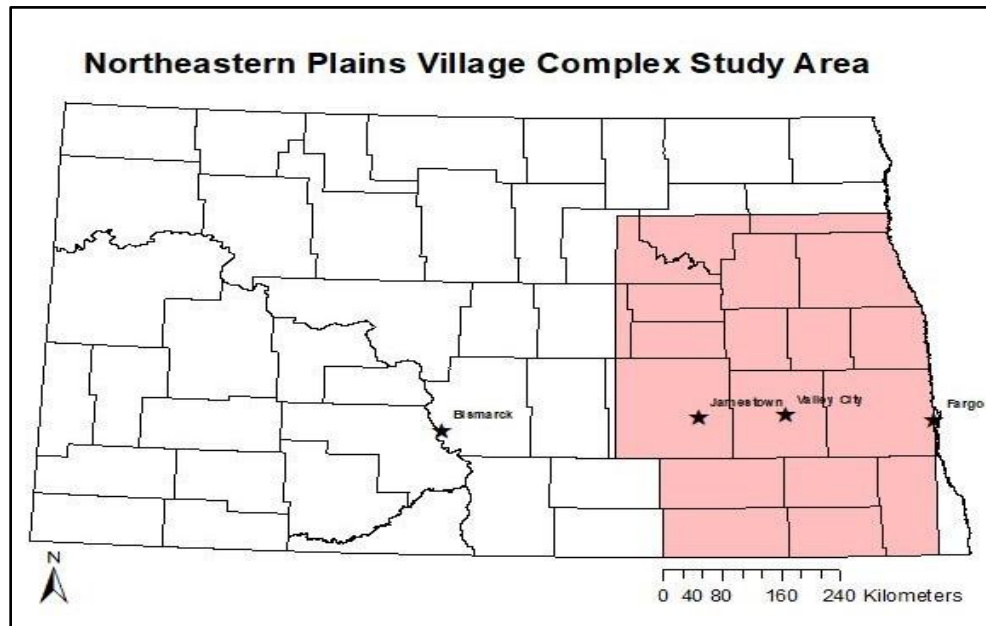 Northeastern Plains Village Complex Study Area
Bismarck
Jamestown
Valley City
Fargo
N
0 40 80 160 240 Kilometers